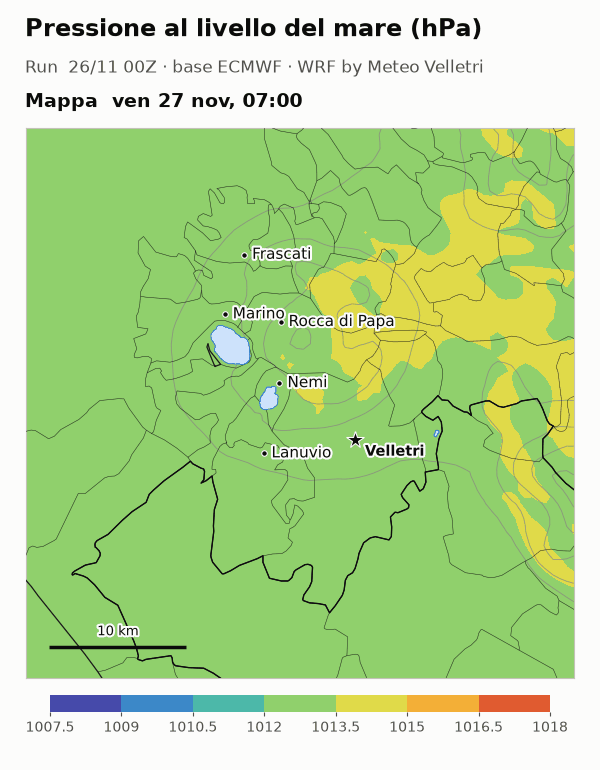 Pressione al livello del mare (hPa)
Run  26/11 00Z · base ECMWF · WRF by Meteo Velletri
Mappa  ven 27 nov, 07:00
Frascati
Marino
Rocca di Papa
Nemi
Velletri
Lanuvio
10 km
1007.5 1009 1010.5 1012 1013.5 1015 1016.5 1018